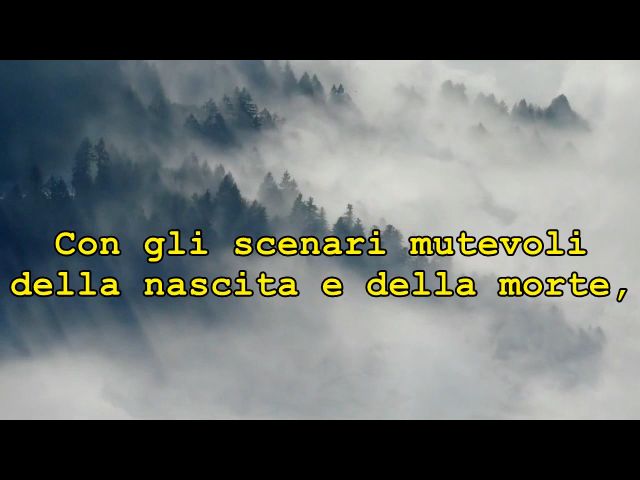 Con gli scenari mutevoli
della nascita e della morte,